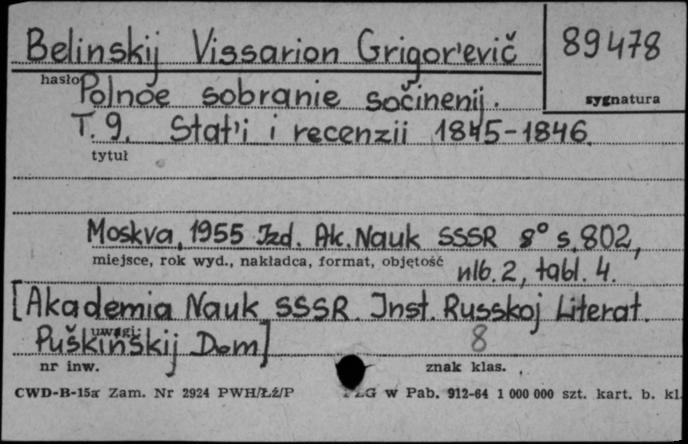 Belinskij Vissarion Grigor'evič 89478
hasło sygnatura
Polnoe sobranie sočinenij.
T. 9. Stat'i i recenzii 1845-1846.
tytuł
Moskva, 1955 Izd. Ak. Nauk SSSR 8° s. 802,
miejsce, rok wyd., nakładca, format, objętość nlb. 2, tabl. 4.
[Akademia Nauk SSSR. Inst. Russkoj Literat.
uwagi:
Puškinskij Dom] 8
nr inw. znak klas.
CWD-B-15a Zam. Nr 2924 PWH/Łź/P G w Pab. 912-64 1 000 000 szt. kart. b. kl.